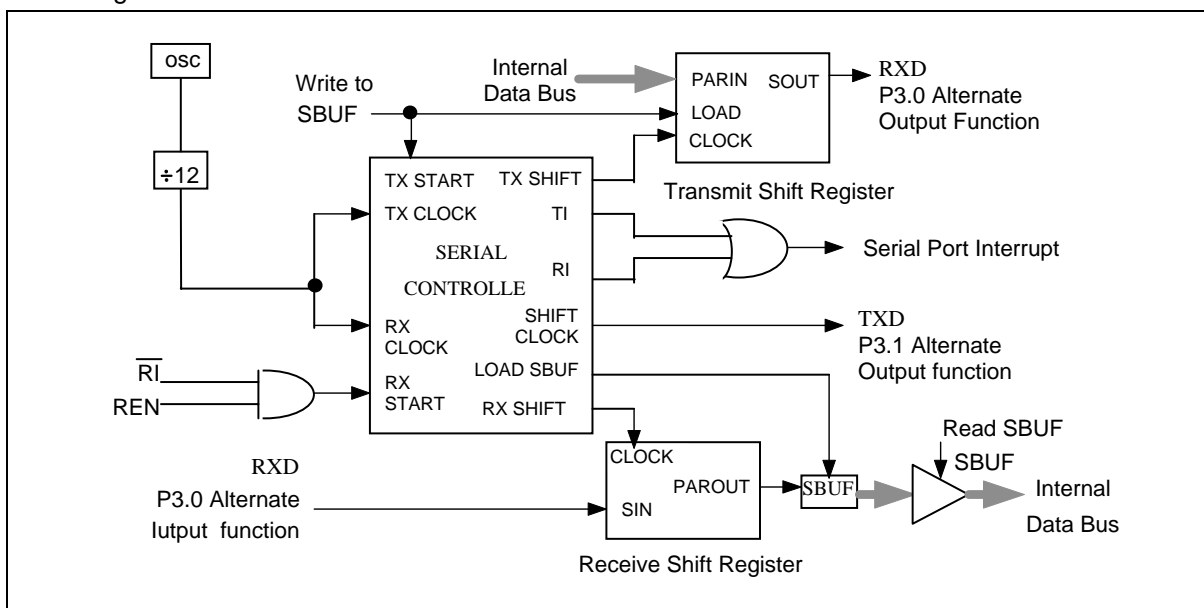 osc
÷12
Write to
SBUF
Internal
Data Bus
PARIN
SOUT
LOAD
CLOCK
RXD
P3.0 Alternate
Output Function
Transmit Shift Register
TX START
TX SHIFT
TX CLOCK
TI
SERIAL
RI
CONTROLLE
SHIFT
CLOCK
RX
CLOCK
LOAD SBUF
RX
START
RX SHIFT
Serial Port Interrupt
TXD
P3.1 Alternate
Output function
RI
REN
RXD
P3.0 Alternate
Iutput function
CLOCK
PAROUT
SIN
Receive Shift Register
SBUF
Read SBUF
SBUF
Internal
Data Bus